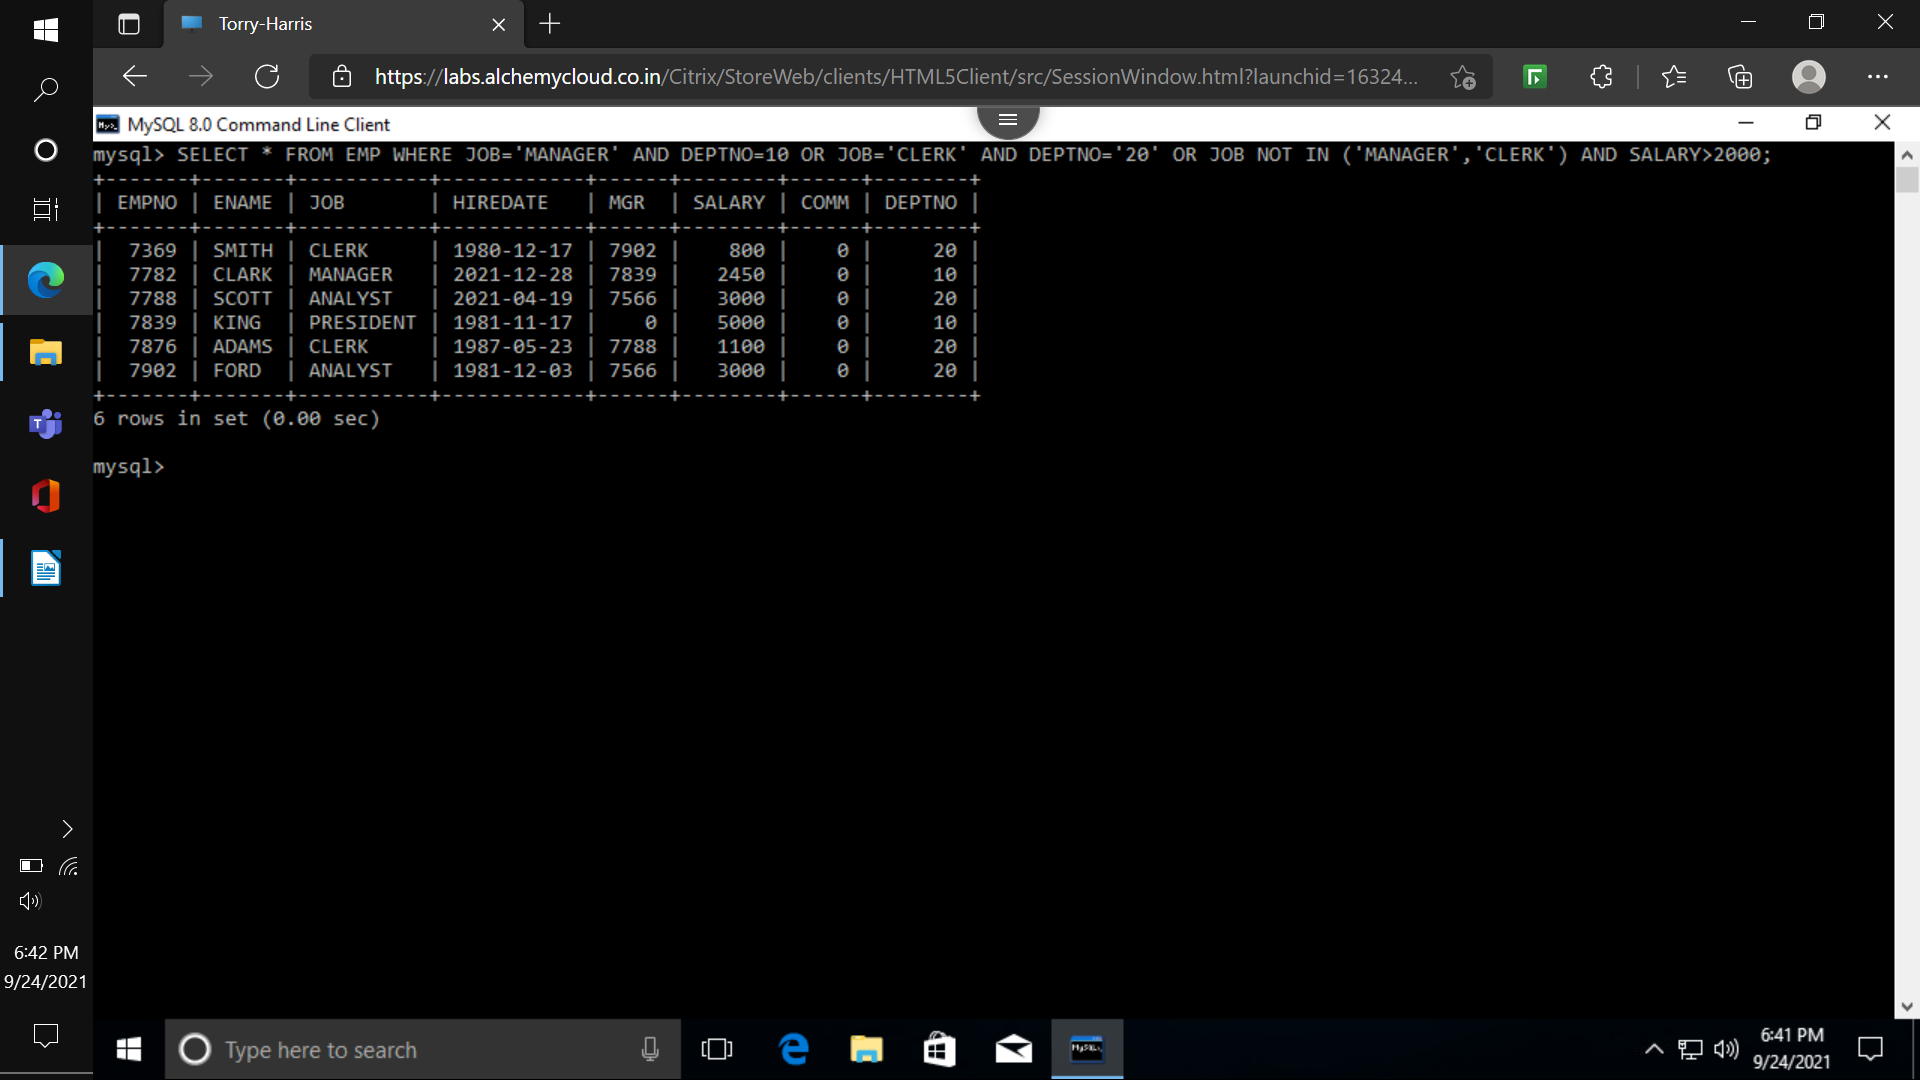 Torry-Harris
https://labs.alchemycloud.co.in/Citrix/StoreWeb/clients/HTML5Client/src/SessionWindow.html?launchid=16324...
MySQL 8.0 Command Line Client
mysql> SELECT * FROM EMP WHERE JOB='MANAGER' AND DEPTNO=10 OR JOB='CLERK' AND DEPTNO='20' OR JOB NOT IN ('MANAGER','CLERK') AND SALARY>2000;
+-------+-------+-----------+------------+------+--------+------+--------+
| EMPNO | ENAME | JOB       | HIREDATE   | MGR  | SALARY | COMM | DEPTNO |
+-------+-------+-----------+------------+------+--------+------+--------+
|  7369 | SMITH | CLERK     | 1980-12-17 | 7902 |    800 |    0 |     20 |
|  7782 | CLARK | MANAGER   | 2021-12-28 | 7839 |   2450 |    0 |     10 |
|  7788 | SCOTT | ANALYST   | 2021-04-19 | 7566 |   3000 |    0 |     20 |
|  7839 | KING  | PRESIDENT | 1981-11-17 |    0 |   5000 |    0 |     10 |
|  7876 | ADAMS | CLERK     | 1987-05-23 | 7788 |   1100 |    0 |     20 |
|  7902 | FORD  | ANALYST   | 1981-12-03 | 7566 |   3000 |    0 |     20 |
+-------+-------+-----------+------------+------+--------+------+--------+
6 rows in set (0.00 sec)
mysql>
6:42 PM
9/24/2021
Type here to search
6:41 PM
9/24/2021